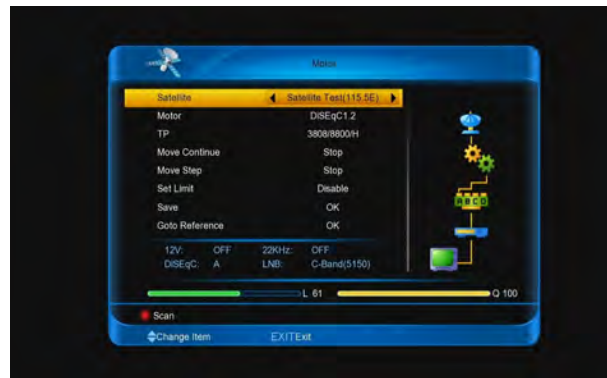 Motor
Satellite Satellite Test(115.5E)
Motor DISEqC1.2
TP 3808/8800/H
Move Continue Stop
Move Step Stop
Set Limit Disable
Save OK
Goto Reference OK
12V: OFF 22KHz: OFF
DISEqC: A LNB: C-Band(5150)
ABCD
L 61 Q 100
Scan
Change Item EXITExit